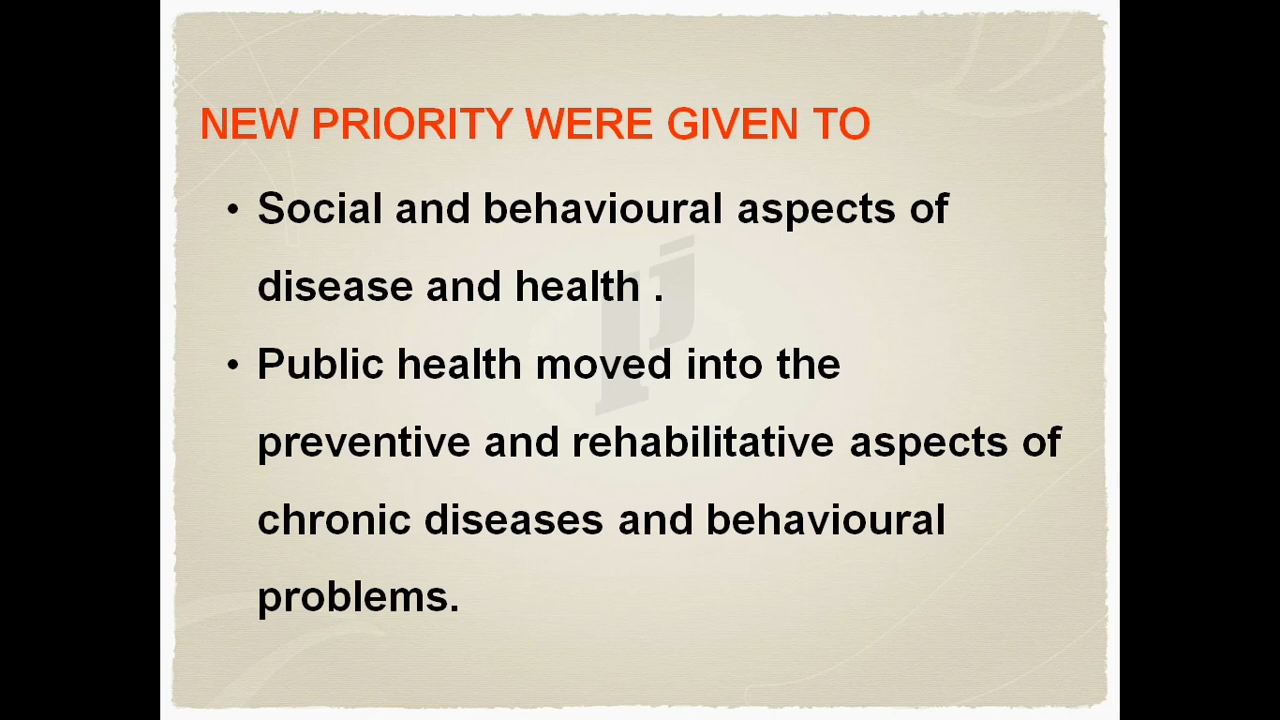 NEW PRIORITY WERE GIVEN TO
• Social and behavioural aspects of
disease and health .
• Public health moved into the
preventive and rehabilitative aspects of
chronic diseases and behavioural
problems.